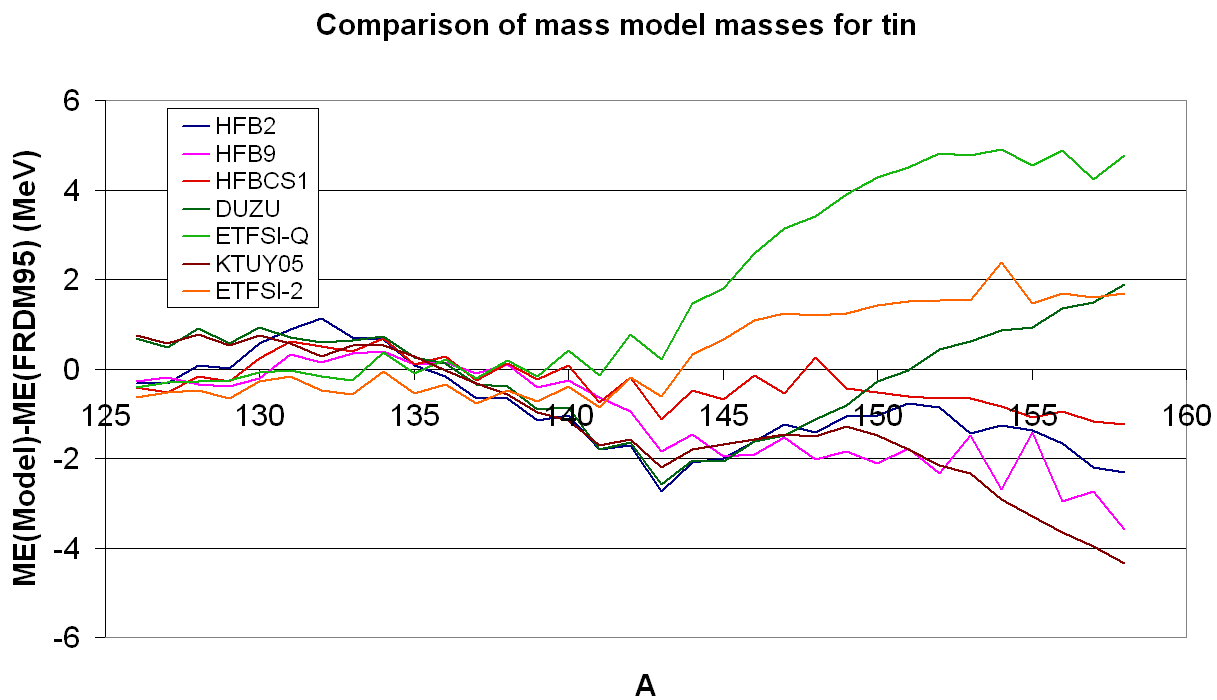 Comparison of mass model masses for tin
ME(Model)-ME(FRDM95) (MeV)
6
4
2
0
-2
-4
-6
HFB2
HFB9
HFBCS1
DUZU
ETFSI-Q
KTUY05
ETFSI-2
125 130 135 140 145 150 155 160
A